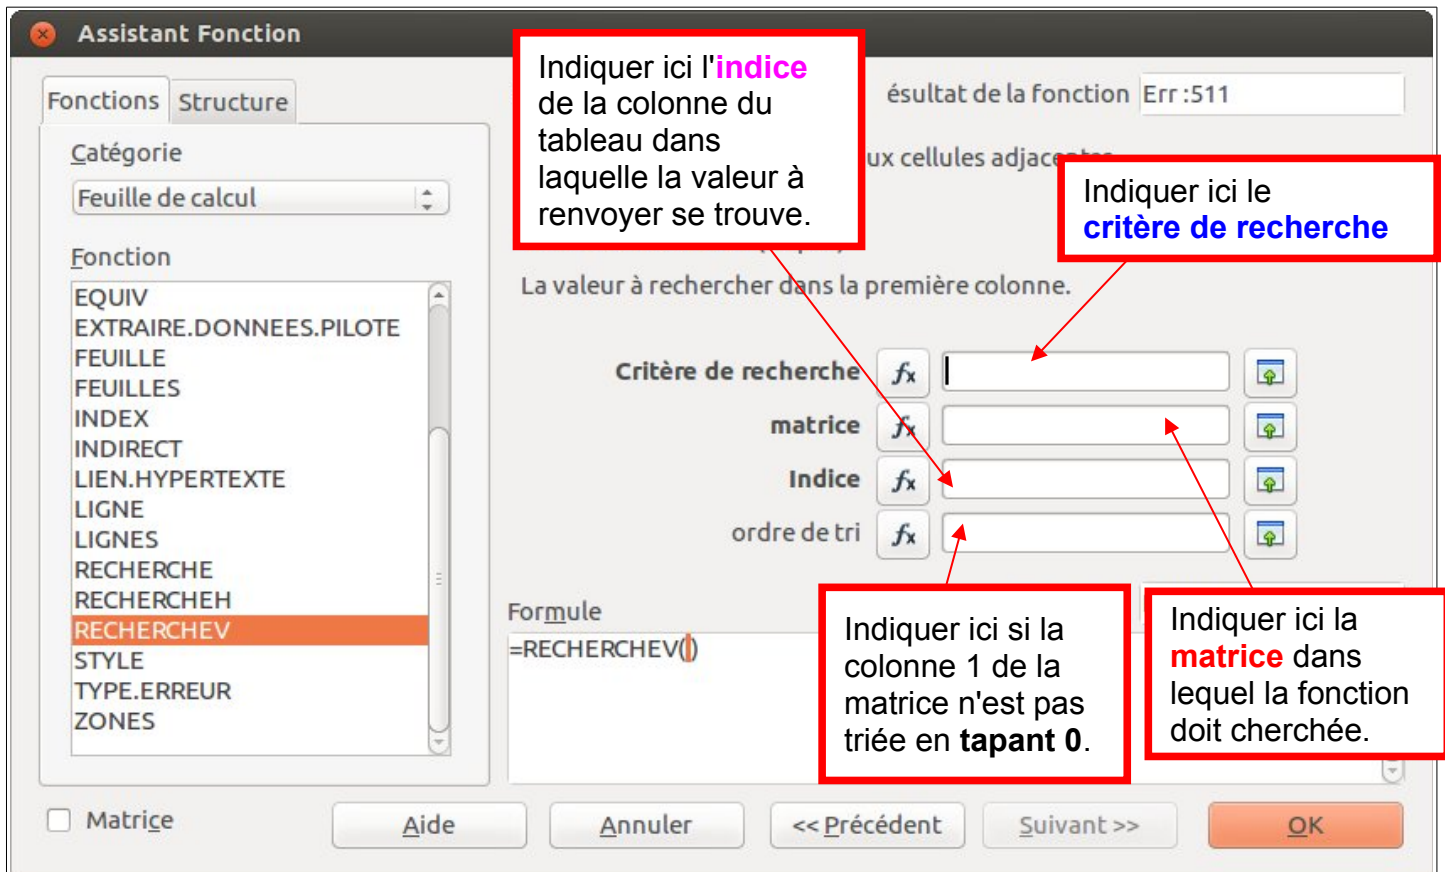 Assistant Fonction
Indiquer ici l'indice
de la colonne du
tableau dans
laquelle la valeur à
renvoyer se trouve.
Fonctions Structure
ésultat de la fonction Err :511
Catégorie
ux cellules adjacentes
Feuille de calcul
Indiquer ici le
critère de recherche
Fonction
La valeur à rechercher dans la première colonne.
EQUIV
EXTRAIRE.DONNEES.PILOTE
FEUILLE
FEUILLES
INDEX
INDIRECT
LIEN.HYPERTEXTE
LIGNE
LIGNES
RECHERCHE
RECHERCHEH
RECHERCHEV
STYLE
TYPE.ERREUR
ZONES
Critère de recherche fx
matrice fx
Indice fx
ordre de tri fx
Formule
=RECHERCHEV()
Indiquer ici si la
colonne 1 de la
matrice n'est pas
triée en tapant 0.
Indiquer ici la
matrice dans
lequel la fonction
doit cherchée.
Matrice
Aide
Annuler
<< Précédent
Suivant >>
OK